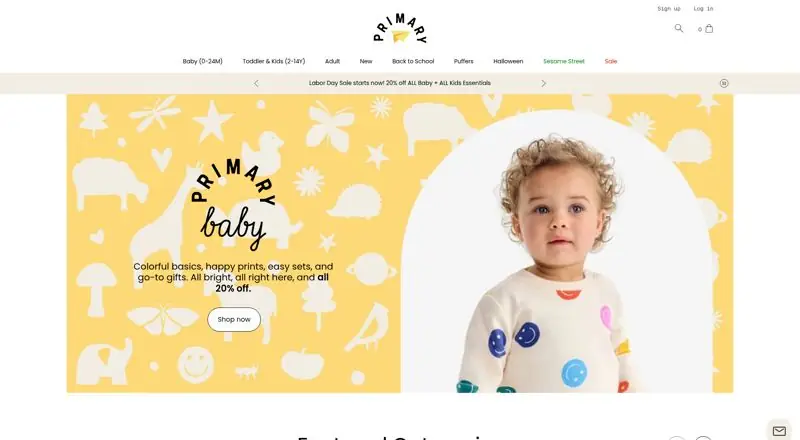 Sign up Log in
PRIMARY
0
Baby (0-24M) Toddler & Kids (2-14Y) Adult New Back to School Puffers Halloween Sesame Street Sale
Labor Day Sale starts now! 20% off ALL Baby + ALL Kids Essentials
PRIMARY
baby
Colorful basics, happy prints, easy sets, and
go-to gifts. All bright, all right here, and all
20% off.
Shop now